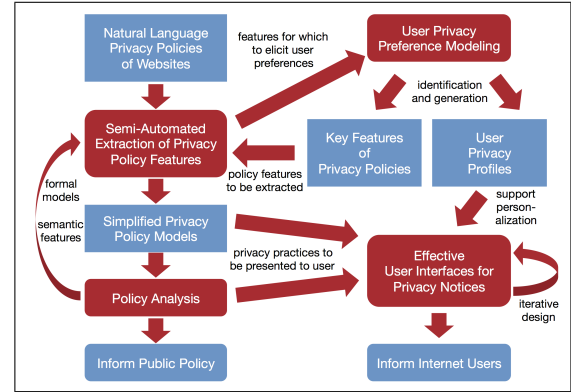 Natural Language
Privacy Policies
of Websites
features for which
to elicit user
preferences
User Privacy
Preference Modeling
identification
and generation
Semi-Automated
Extraction of Privacy
Policy Features
Key Features
of
Privacy Policies
User
Privacy
Profiles
policy features
to be extracted
formal
models
semantic
features
Simplified Privacy
Policy Models
support
person-
alization
privacy practices to
be presented to user
Effective
User Interfaces for
Privacy Notices
Policy Analysis
iterative
design
Inform Public Policy
Inform Internet Users